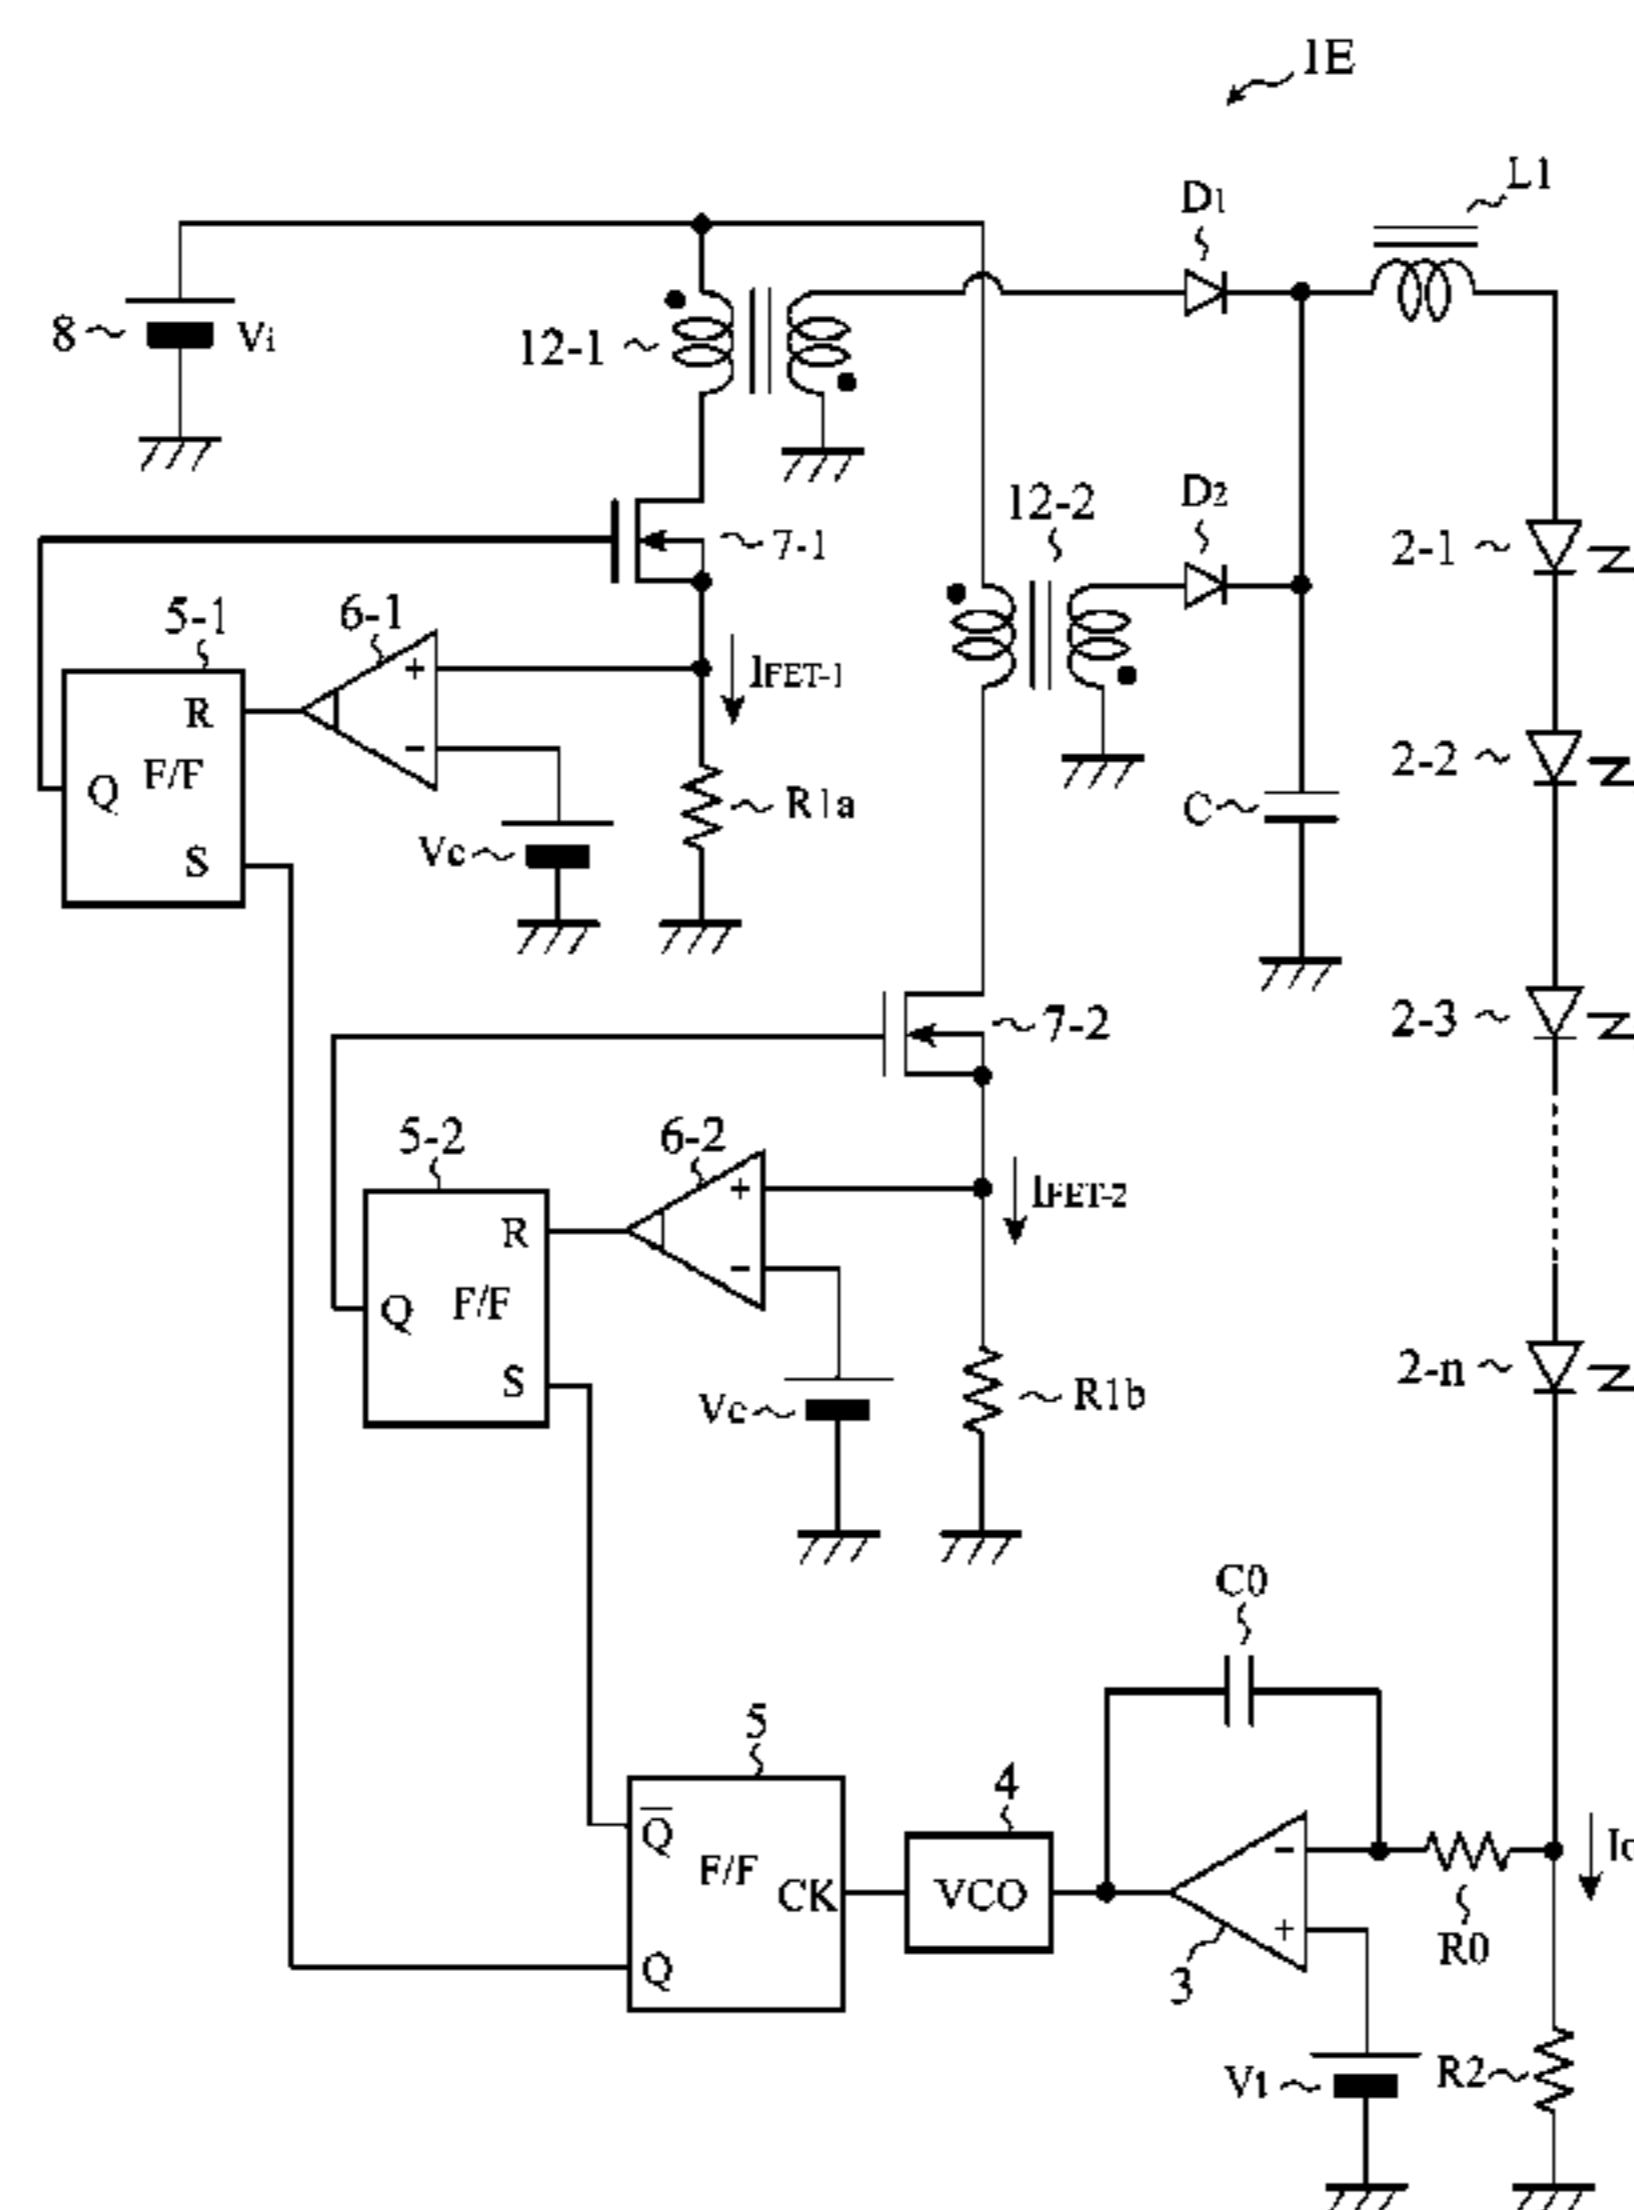 1E
L1
D1
8
Vi
12-1
D2
12-2
7-1
2-1
5-1
6-1
+
IFET-1
R
F/F
Q
−
2-2
R1a
C
Vc
S
7-2
2-3
5-2
6-2
+
IFET-2
R
F/F
Q
−
2-n
S
Vc
R1b
C0
5
4
Q̅
−
F/F
CK
VCO
+
R0
Q
3
V1
R2